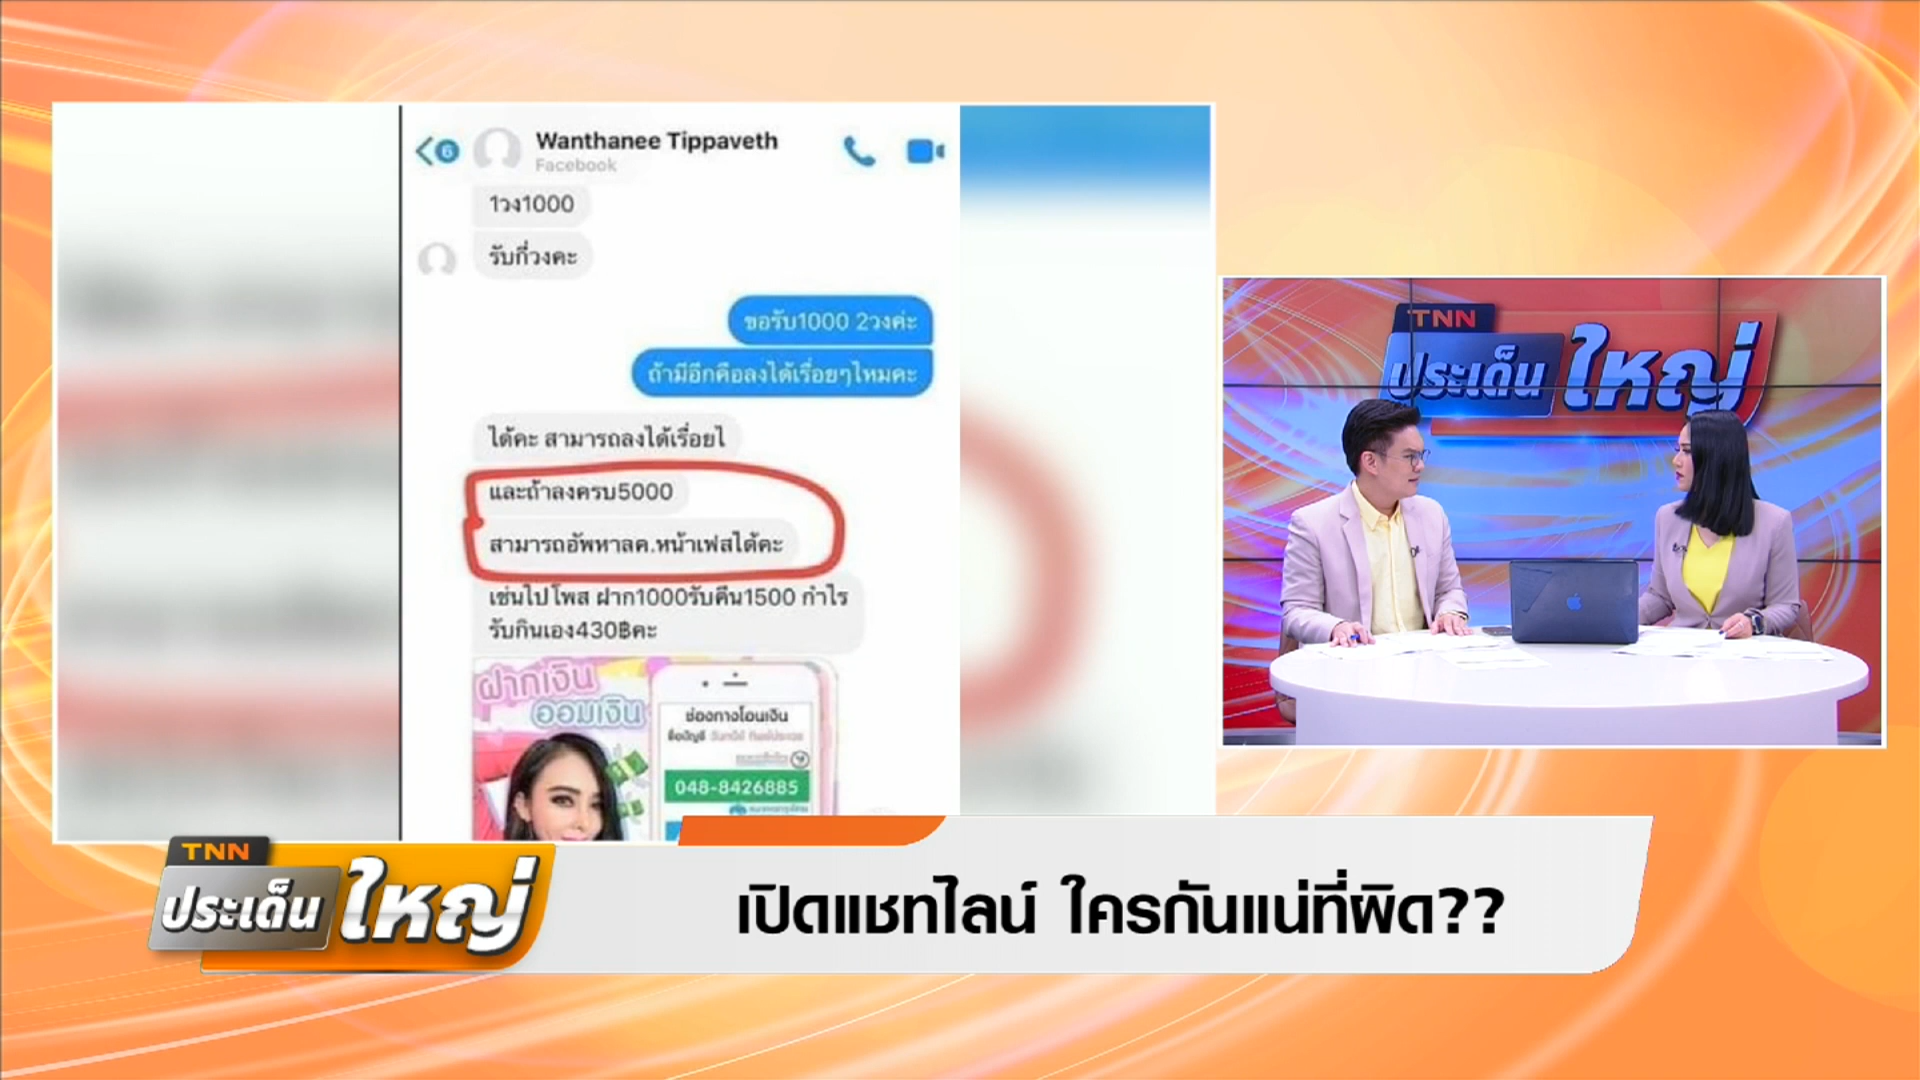 6
Wanthanee Tippaveth
Facebook
1วง1000
รับกี่วงคะ
ขอรับ1000 2วงค่ะ
ถ้ามีอีกคือลงได้เรื่อยๆไหมคะ
ได้คะ สามารถลงได้เรื่อยไ
และถ้าลงครบ5000
สามารถอัพหาลค.หน้าเฟสได้คะ
เช่นไปโพส ฝาก1000รับคืน1500 กำไร
รับกินเอง430฿คะ
ฝากเงิน
ออมเงิน
ช่องทางโอนเงิน
ชื่อบัญชี
048-8426885
TNN
ประเด็น ใหญ่
TNN
ประเด็น ใหญ่
เปิดแชทไลน์ ใครกันแน่ที่ผิด??